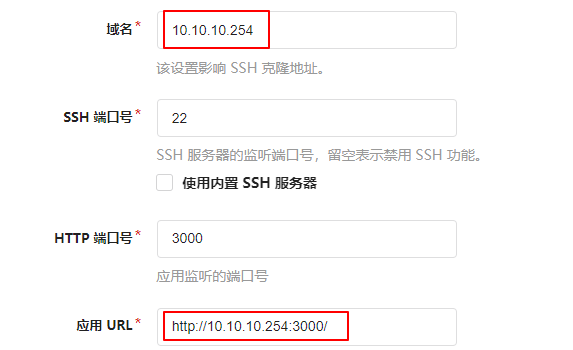 域名*
10.10.10.254
该设置影响 SSH 克隆地址。
SSH 端口号*
22
SSH 服务器的监听端口号，留空表示禁用 SSH 功能。
使用内置 SSH 服务器
HTTP 端口号*
3000
应用监听的端口号
应用 URL*
http://10.10.10.254:3000/